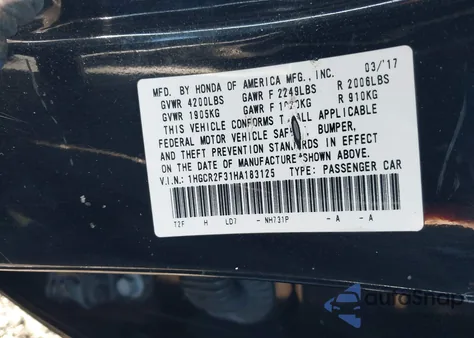 MFD. BY HONDA OF AMERICA MFG., INC. 03/'17
GVWR 4200LBS GAWR F 2249LBS R 2006LBS
GVWR 1905KG GAWR F KG R 910KG
THIS VEHICLE CONFORMS T ALL APPLICABLE
FEDERAL MOTOR VEHICLE SAF , BUMPER,
AND THEFT PREVENTION STANDARDS IN EFFECT
ON THE DATE OF MANUFACTURE SHOWN ABOVE.
V.I.N.: 1HGCR2F31HA183125 TYPE: PASSENGER CAR
T2F H LD7 - NH731P - A - A
autoShap